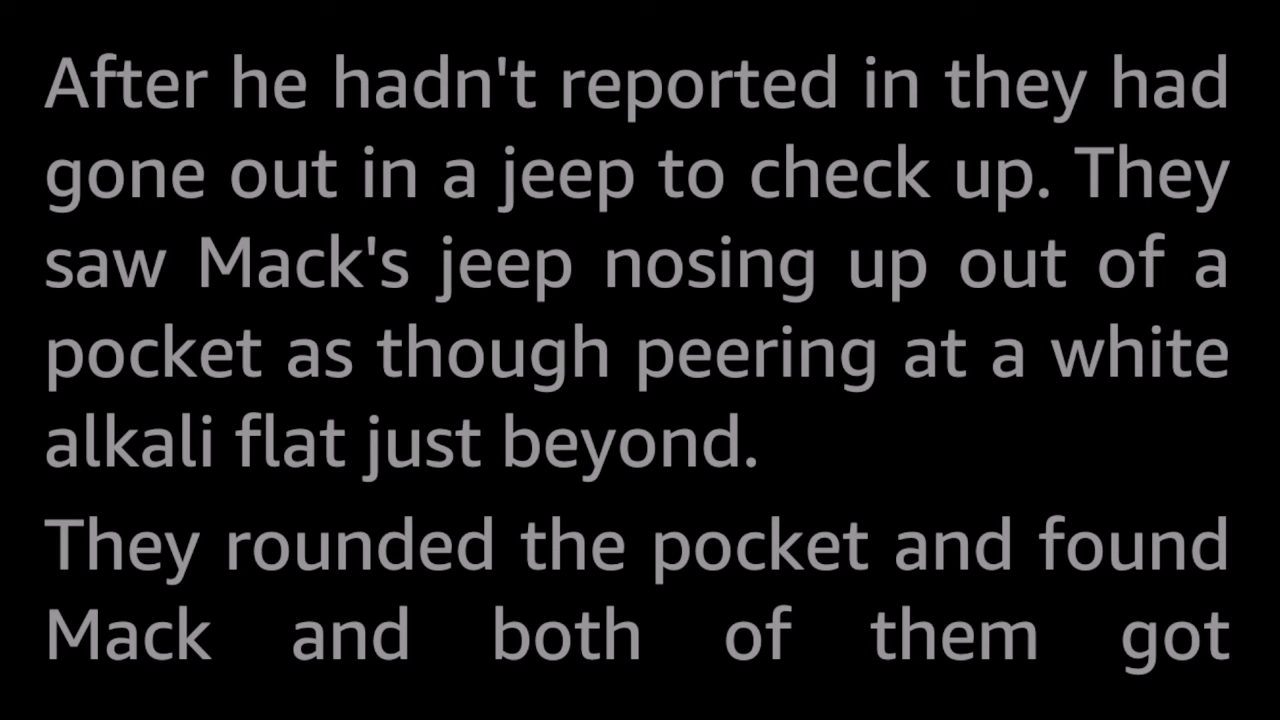 After he hadn't reported in they had
gone out in a jeep to check up. They
saw Mack's jeep nosing up out of a
pocket as though peering at a white
alkali flat just beyond.
They rounded the pocket and found
Mack and both of them got